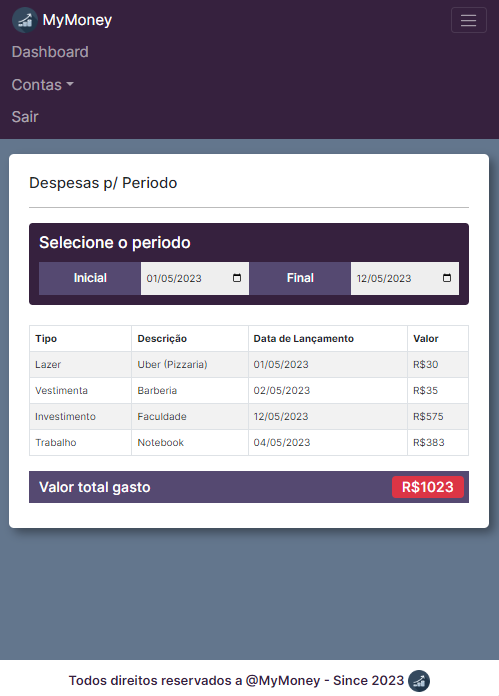 MyMoney
Dashboard
Contas
Sair
Despesas p/ Periodo
Selecione o periodo
Inicial 01/05/2023 Final 12/05/2023
Tipo Descrição Data de Lançamento Valor
Lazer Uber (Pizzaria) 01/05/2023 R$30
Vestimenta Barberia 02/05/2023 R$35
Investimento Faculdade 12/05/2023 R$575
Trabalho Notebook 04/05/2023 R$383
Valor total gasto R$1023
Todos direitos reservados a @MyMoney - Since 2023